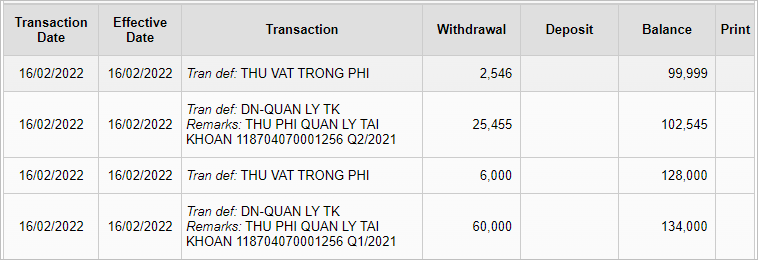 Transaction Date Effective Date Transaction Withdrawal Deposit Balance Print
16/02/2022 16/02/2022 Tran def: THU VAT TRONG PHI 2,546 99,999
16/02/2022 16/02/2022 Tran def: DN-QUAN LY TK
Remarks: THU PHI QUAN LY TAI
KHOAN 118704070001256 Q2/2021 25,455 102,545
16/02/2022 16/02/2022 Tran def: THU VAT TRONG PHI 6,000 128,000
16/02/2022 16/02/2022 Tran def: DN-QUAN LY TK
Remarks: THU PHI QUAN LY TAI
KHOAN 118704070001256 Q1/2021 60,000 134,000